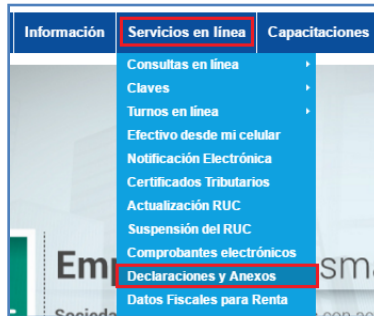 Información Servicios en línea Capacitaciones
Consultas en línea
Claves
Turnos en línea
Efectivo desde mi celular
Notificación Electrónica
Certificados Tributarios
Actualización RUC
Suspensión del RUC
Comprobantes electrónicos
Declaraciones y Anexos
Datos Fiscales para Renta